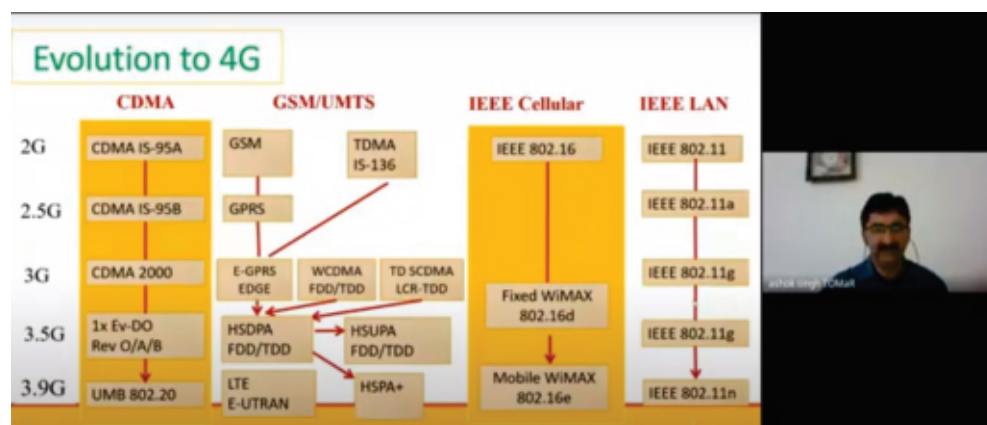 Evolution to 4G
CDMA
GSM/UMTS
IEEE Cellular
IEEE LAN
2G
CDMA IS-95A
GSM
TDMA
IS-136
IEEE 802.16
IEEE 802.11
2.5G
CDMA IS-95B
GPRS
IEEE 802.11a
3G
CDMA 2000
E-GPRS
EDGE
WCDMA
FDD/TDD
TD SCDMA
LCR-TDD
IEEE 802.11g
Fixed WiMAX
802.16d
3.5G
1x Ev-DO
Rev O/A/B
HSDPA
FDD/TDD
HSUPA
FDD/TDD
IEEE 802.11g
3.9G
UMB 802.20
LTE
E-UTRAN
HSPA+
Mobile WiMAX
802.16e
IEEE 802.11n
ashok singh TOMaR